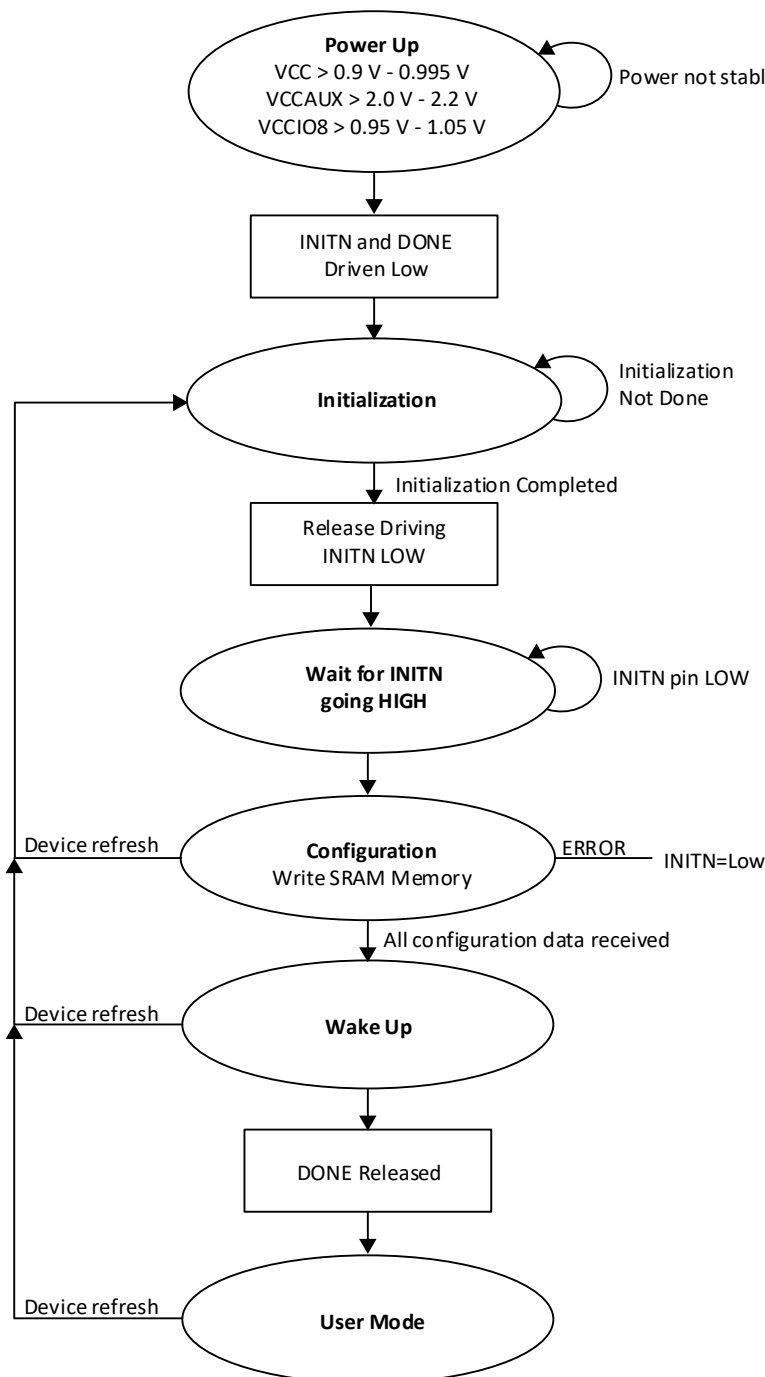 Power Up
VCC > 0.9 V - 0.995 V
VCCAUX > 2.0 V - 2.2 V
VCCIO8 > 0.95 V - 1.05 V
Power not stabl
INITN and DONE
Driven Low
Initialization
Initialization
Not Done
Initialization Completed
Release Driving
INITN LOW
Wait for INITN
going HIGH
INITN pin LOW
Device refresh
Configuration
Write SRAM Memory
ERROR
INITN=Low
All configuration data received
Device refresh
Wake Up
DONE Released
Device refresh
User Mode